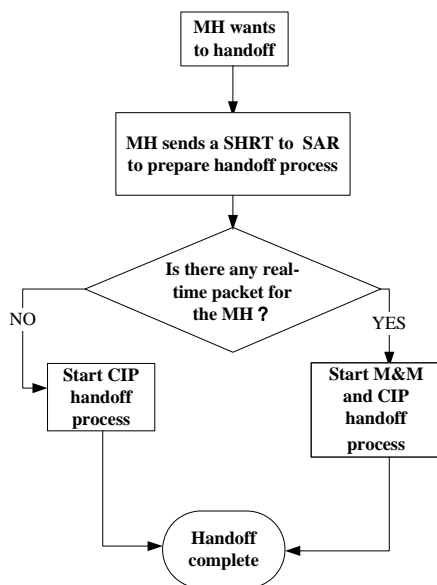 MH wants
to handoff
MH sends a SHRT to SAR
to prepare handoff process
Is there any real-
time packet for
the MH？
NO
YES
Start CIP
handoff
process
Start M&M
and CIP
handoff
process
Handoff
complete